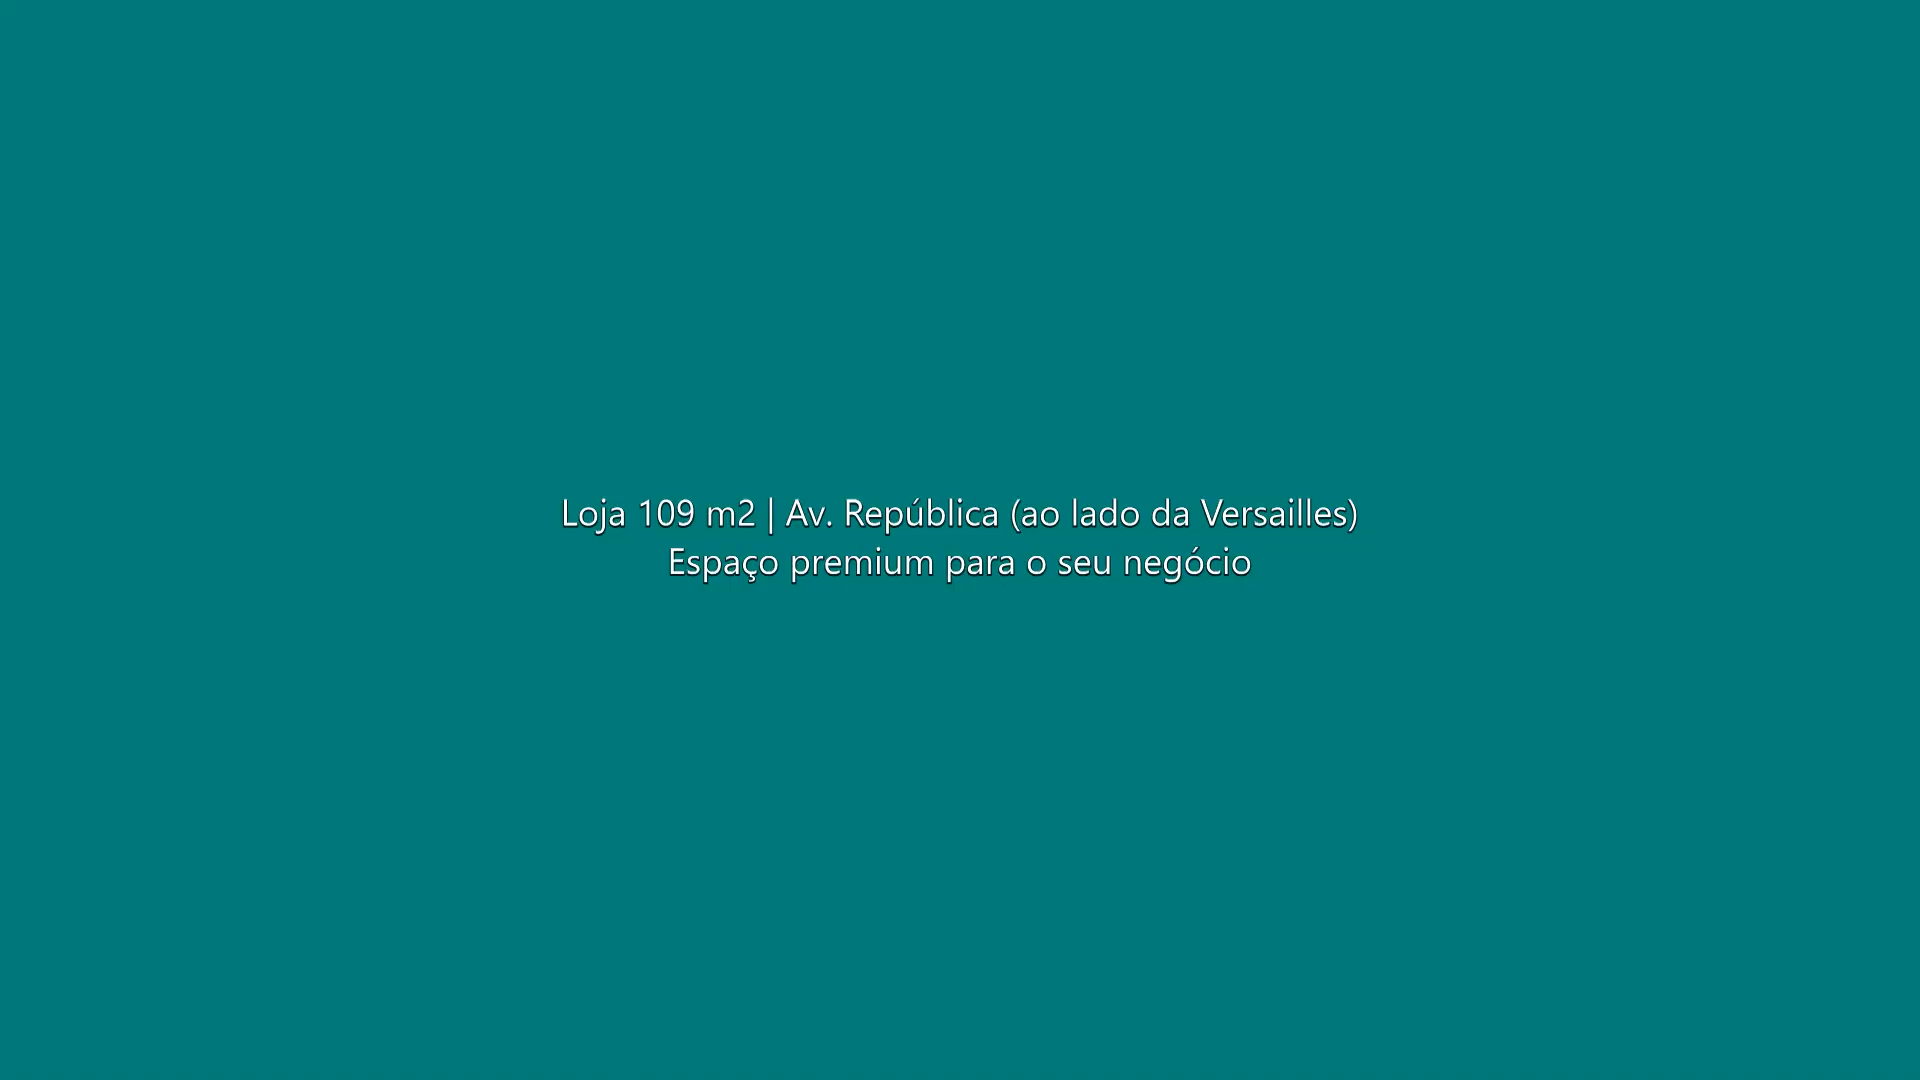 Loja 109 m2 | Av. República (ao lado da Versailles)
Espaço premium para o seu negócio